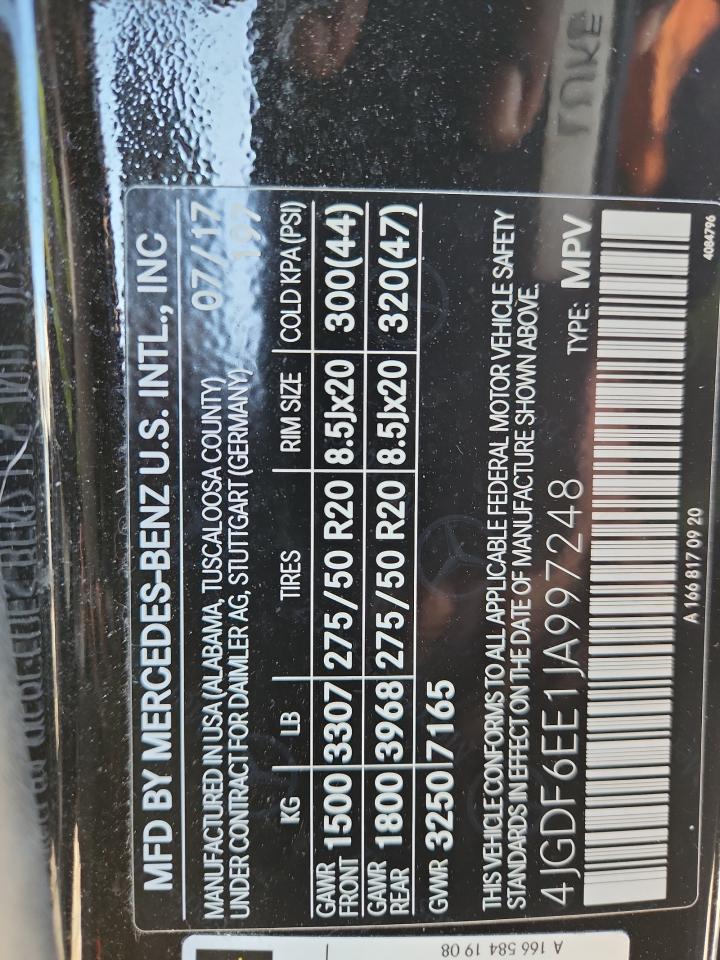 MFD BY MERCEDES-BENZ U.S. INTL., INC
MANUFACTURED IN USA (ALABAMA, TUSCALOOSA COUNTY) 07/17
UNDER CONTRACT FOR DAIMLER AG, STUTTGART (GERMANY) 197
KG LB TIRES RIM SIZE COLD KPA (PSI)
GAWR FRONT 1500 3307 275/50 R20 8.5Jx20 300(44)
GAWR REAR 1800 3968 275/50 R20 8.5Jx20 320(47)
GVWR 3250 7165
THIS VEHICLE CONFORMS TO ALL APPLICABLE FEDERAL MOTOR VEHICLE SAFETY
STANDARDS IN EFFECT ON THE DATE OF MANUFACTURE SHOWN ABOVE.
4JGDF6EE1JA997248 TYPE: MPV
A 166 817 09 20
4084796
A 166 584 19 08